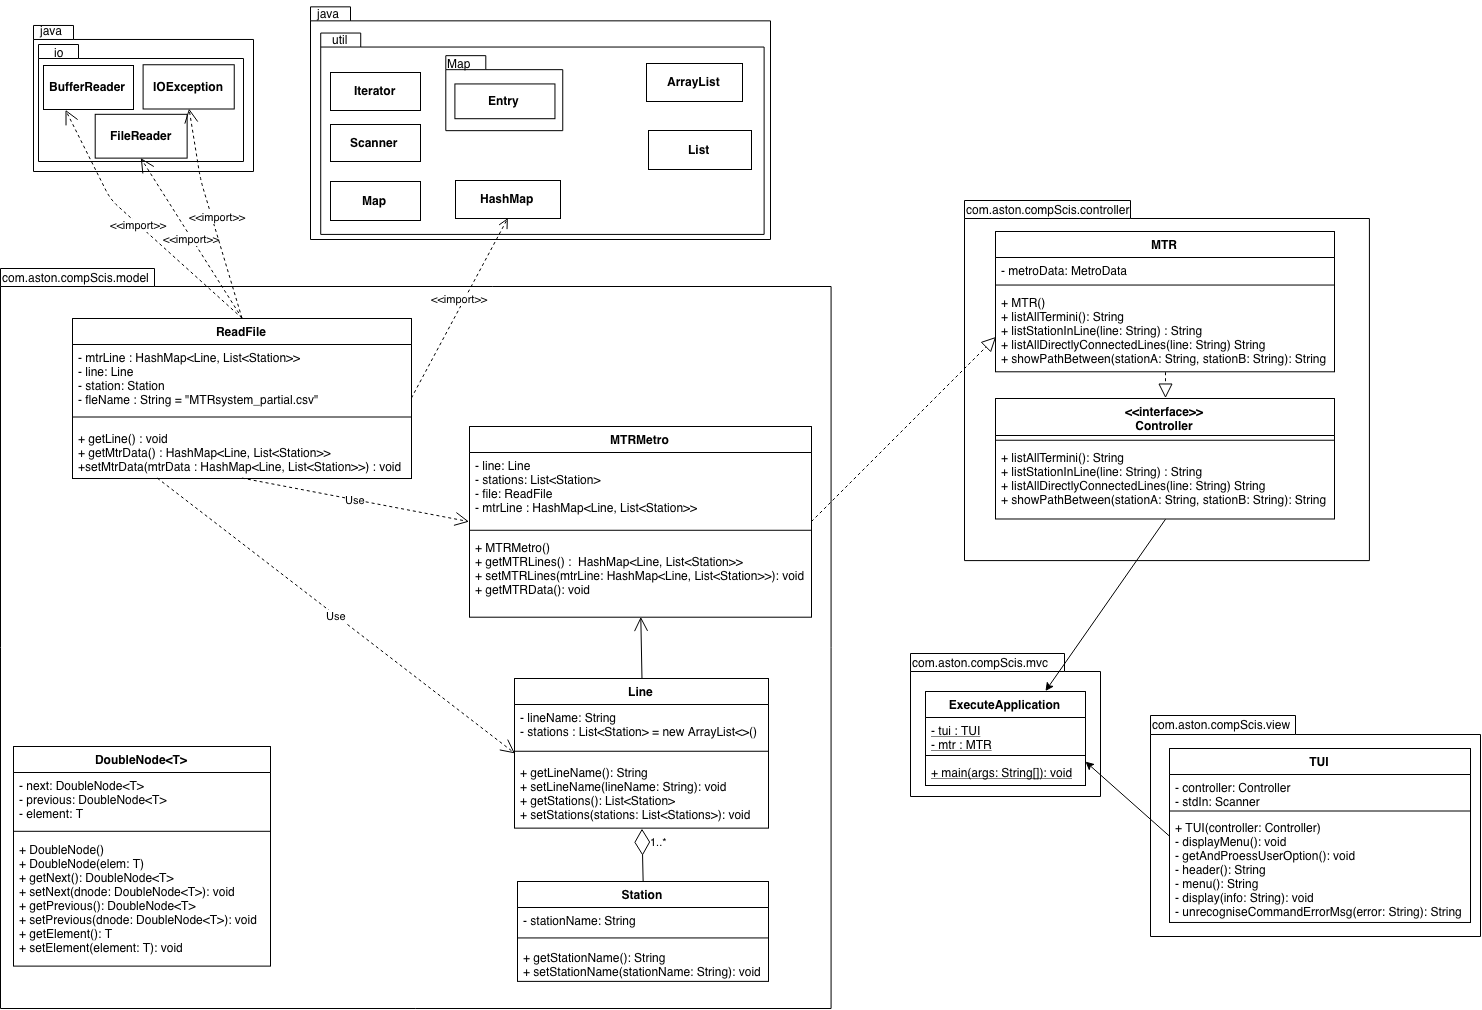 java
io
BufferReader
IOException
FileReader
java
util
Iterator
Map
Entry
ArrayList
Scanner
List
Map
HashMap
<<import>>
<<import>>
<<import>>
<<import>>
com.aston.compScis.model
ReadFile
- mtrLine : HashMap<Line, List<Station>>
- line: Line
- station: Station
- fleName : String = "MTRsystem_partial.csv"
+ getLine() : void
+ getMtrData() : HashMap<Line, List<Station>>
+setMtrData(mtrData : HashMap<Line, List<Station>>) : void
Use
Use
MTRMetro
- line: Line
- stations: List<Station>
- file: ReadFile
- mtrLine : HashMap<Line, List<Station>>
+ MTRMetro()
+ getMTRLines() :  HashMap<Line, List<Station>>
+ setMTRLines(mtrLine: HashMap<Line, List<Station>>): void
+ getMTRData(): void
Line
- lineName: String
- stations : List<Station> = new ArrayList<>()
+ getLineName(): String
+ setLineName(lineName: String): void
+ getStations(): List<Station>
+ setStations(stations: List<Stations>): void
1..*
Station
- stationName: String
+ getStationName(): String
+ setStationName(stationName: String): void
DoubleNode<T>
- next: DoubleNode<T>
- previous: DoubleNode<T>
- element: T
+ DoubleNode()
+ DoubleNode(elem: T)
+ getNext(): DoubleNode<T>
+ setNext(dnode: DoubleNode<T>): void
+ getPrevious(): DoubleNode<T>
+ setPrevious(dnode: DoubleNode<T>): void
+ getElement(): T
+ setElement(element: T): void
com.aston.compScis.controller
MTR
- metroData: MetroData
+ MTR()
+ listAllTermini(): String
+ listStationInLine(line: String) : String
+ listAllDirectlyConnectedLines(line: String) String
+ showPathBetween(stationA: String, stationB: String): String
<<interface>>
Controller
+ listAllTermini(): String
+ listStationInLine(line: String) : String
+ listAllDirectlyConnectedLines(line: String) String
+ showPathBetween(stationA: String, stationB: String): String
com.aston.compScis.mvc
ExecuteApplication
- tui : TUI
- mtr : MTR
+ main(args: String[]): void
com.aston.compScis.view
TUI
- controller: Controller
- stdIn: Scanner
+ TUI(controller: Controller)
- displayMenu(): void
- getAndProessUserOption(): void
- header(): String
- menu(): String
- display(info: String): void
- unrecogniseCommandErrorMsg(error: String): String